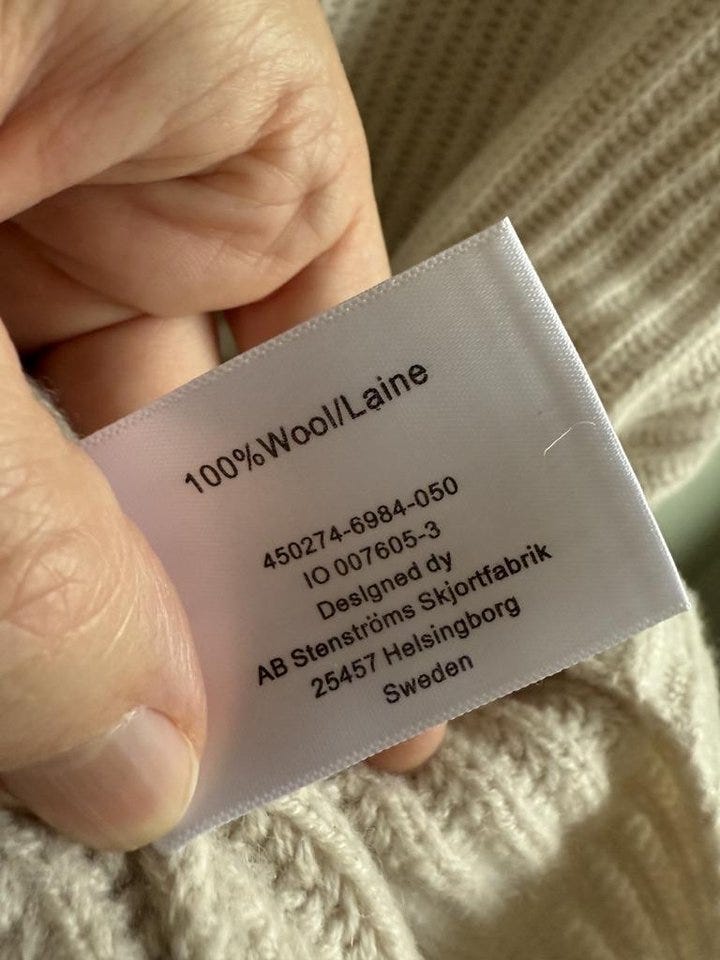 100%Wool/Laine
450274-6984-050
IO 007605-3
Designed dy
AB Stenströms Skjortfabrik
25457 Helsingborg
Sweden